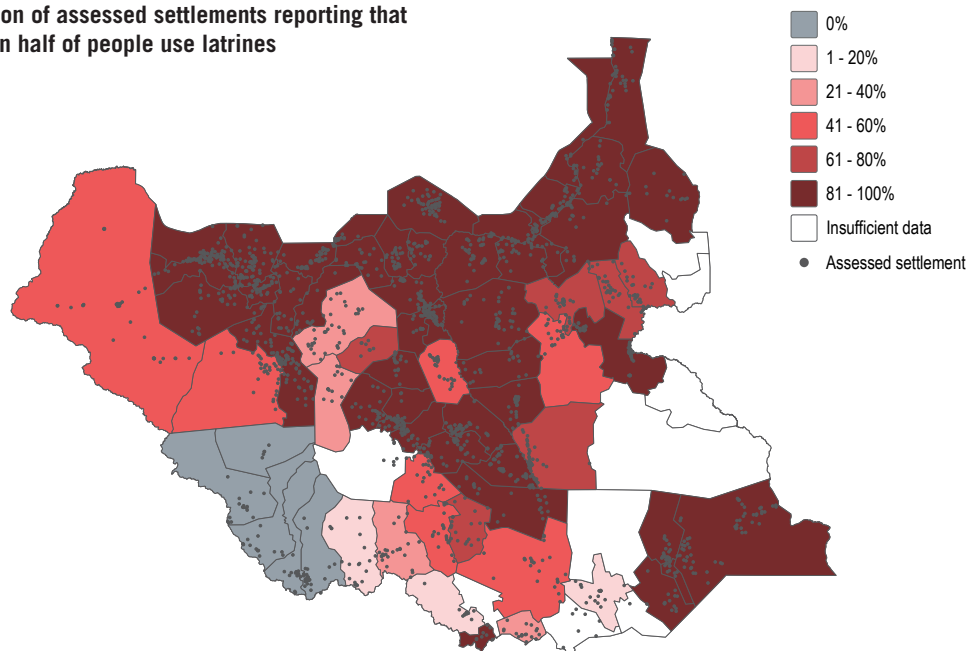 on of assessed settlements reporting that
n half of people use latrines
0%
1 - 20%
21 - 40%
41 - 60%
61 - 80%
81 - 100%
Insufficient data
Assessed settlement